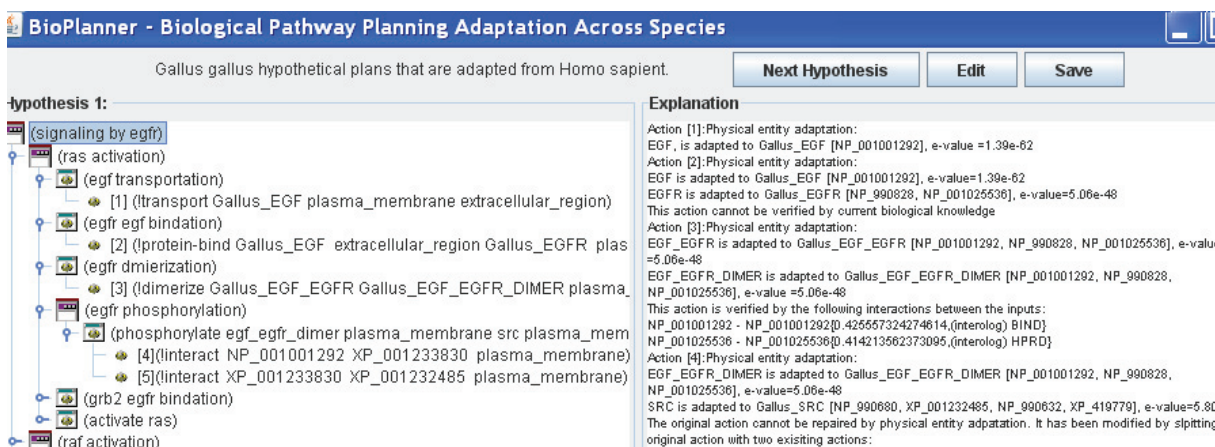 BioPlanner - Biological Pathway Planning Adaptation Across Species
Gallus gallus hypothetical plans that are adapted from Homo sapient.
Next Hypothesis
Edit
Save
Hypothesis 1:
(signaling by egfr)
(ras activation)
(egf transportation)
[1] (!transport Gallus_EGF plasma_membrane extracellular_region)
(egfr egf bindation)
[2] (!protein-bind Gallus_EGF extracellular_region Gallus_EGFR plas
(egfr dmierization)
[3] (!dimerize Gallus_EGF_EGFR Gallus_EGF_EGFR_DIMER plasma_
(egfr phosphorylation)
(phosphorylate egf_egfr_dimer plasma_membrane src plasma_mem
[4](!interact NP_001001292 XP_001233830 plasma_membrane)
[5](!interact XP_001233830 XP_001232485 plasma_membrane)
(grb2 egfr bindation)
(activate ras)
(raf activation)
Explanation
Action [1]:Physical entity adaptation:
EGF, is adapted to Gallus_EGF [NP_001001292], e-value =1.39e-62
Action [2]:Physical entity adaptation:
EGF is adapted to Gallus_EGF [NP_001001292], e-value=1.39e-62
EGFR is adapted to Gallus_EGFR [NP_990828, NP_001025536], e-value=5.06e-48
This action cannot be verified by current biological knowledge
Action [3]:Physical entity adaptation:
EGF_EGFR is adapted to Gallus_EGF_EGFR [NP_001001292, NP_990828, NP_001025536], e-value
=5.06e-48
EGF_EGFR_DIMER is adapted to Gallus_EGF_EGFR_DIMER [NP_001001292, NP_990828,
NP_001025536], e-value =5.06e-48
This action is verified by the following interactions between the inputs:
NP_001001292 - NP_001001292{0.425557324274614,(interolog) BIND}
NP_001025536 - NP_001025536{0.414213562373095,(interolog) HPRD}
Action [4]:Physical entity adaptation:
EGF_EGFR_DIMER is adapted to Gallus_EGF_EGFR_DIMER [NP_001001292, NP_990828,
NP_001025536], e-value=5.06e-48
SRC is adapted to Gallus_SRC [NP_990680, XP_001232485, NP_990632, XP_419779], e-value=5.80
The original action cannot be repaired by physical entity adpatation. It has been modified by slpitting
original action with two exisiting actions: